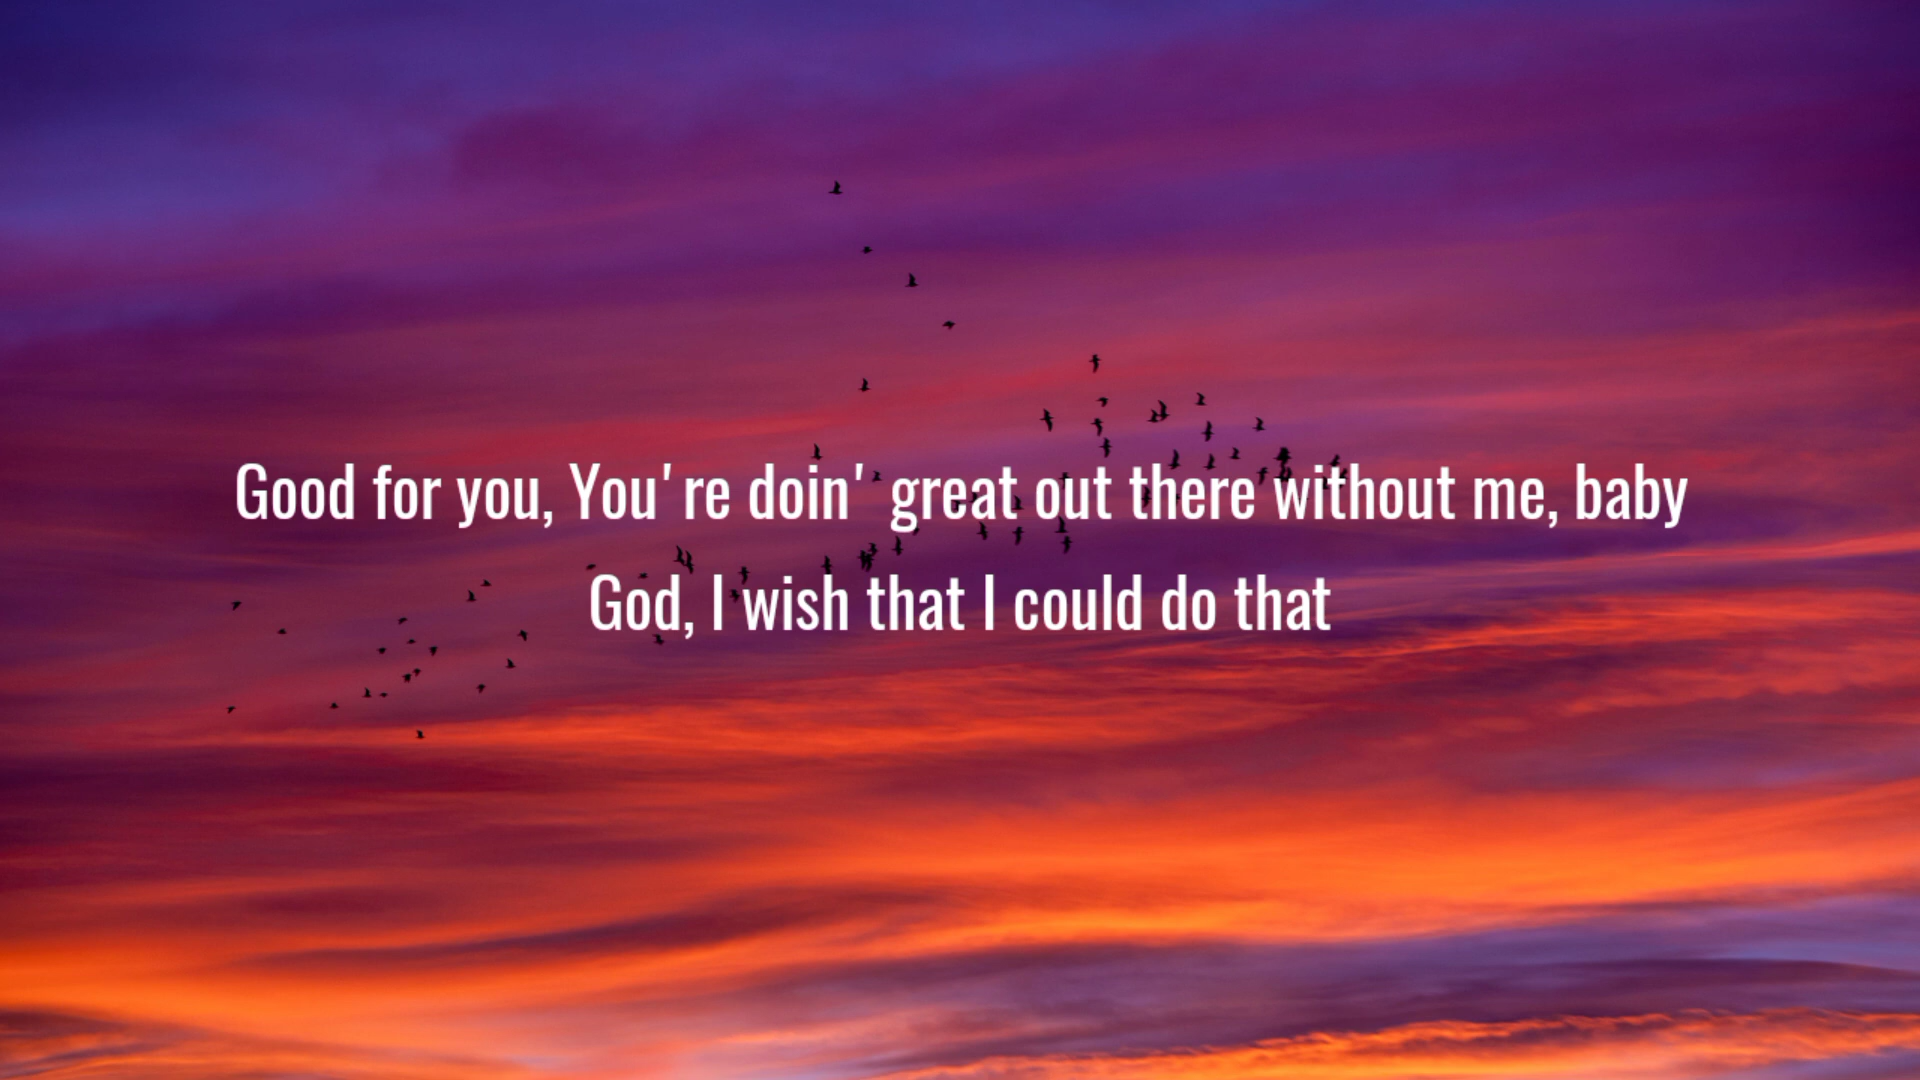 Good for you, You're doin' great out there without me, baby
God, I wish that I could do that